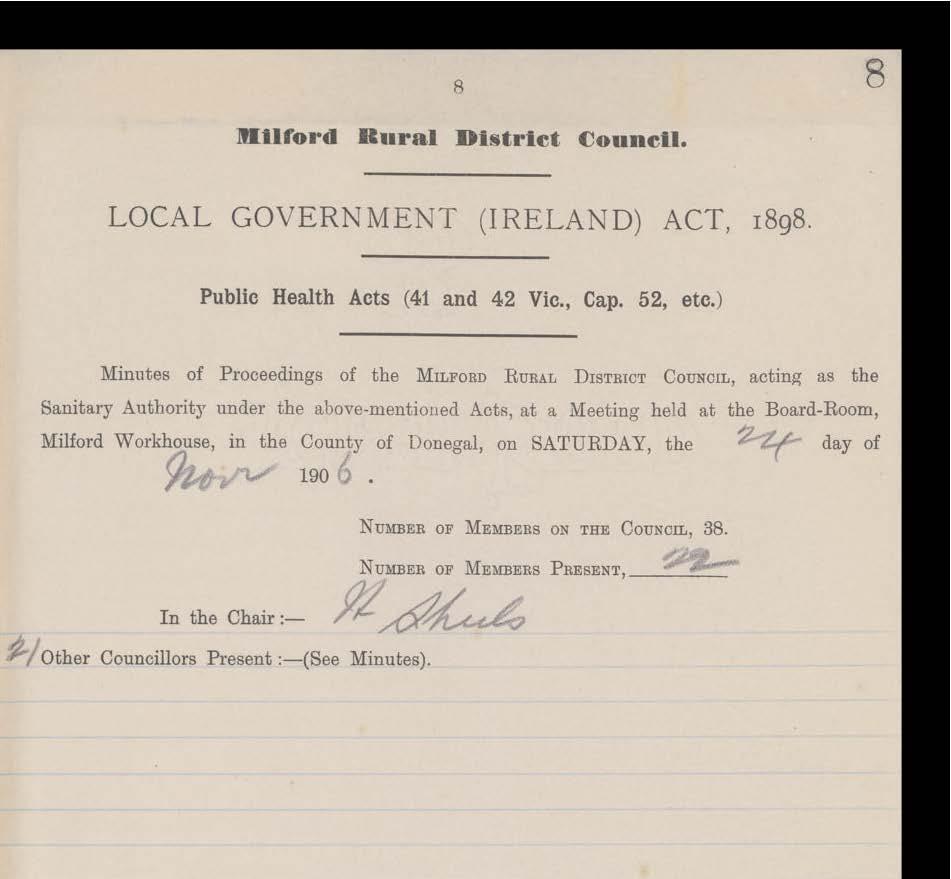 8
8
Milford Rural District Council.
LOCAL GOVERNMENT (IRELAND) ACT, 1898.
Public Health Acts (41 and 42 Vic., Cap. 52, etc.)
Minutes of Proceedings of the MILFORD RURAL DISTRICT COUNCIL, acting as the
Sanitary Authority under the above-mentioned Acts, at a Meeting held at the Board-Room,
Milford Workhouse, in the County of Donegal, on SATURDAY, the 24 day of
Novr 1906.
NUMBER OF MEMBERS ON THE COUNCIL, 38.
NUMBER OF MEMBERS PRESENT, 22
In the Chair:—
21 Other Councillors Present:—(See Minutes).